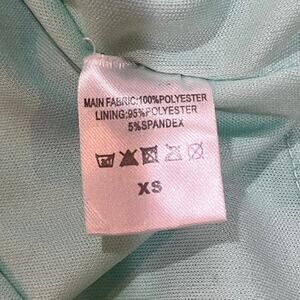 MAIN FABRIC:100%POLYESTER
LINING:95%POLYESTER
5%SPANDEX
XS